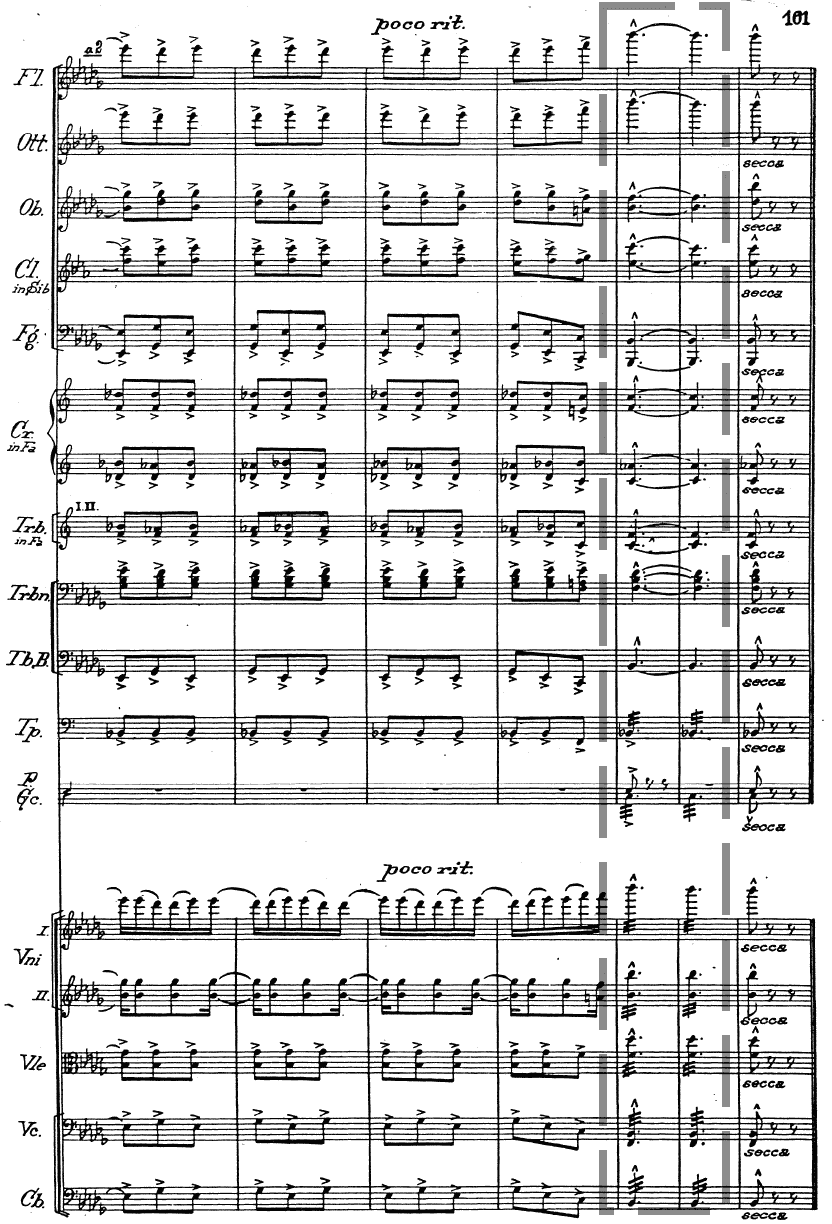 poco rit.
101
a2
Fl.
Ott.
secca
Ob.
secca
Cl.
in Sib
secca
Fg.
secca
Cr.
in Fa
secca
secca
I.II.
Trb.
in Fa
secca
Trbn.
secca
Tb.B.
secca
Tp.
secca
P.
Gc.
secca
poco rit.
I.
Vni
secca
II.
secca
Vle
secca
Vc.
secca
Cb.
secca